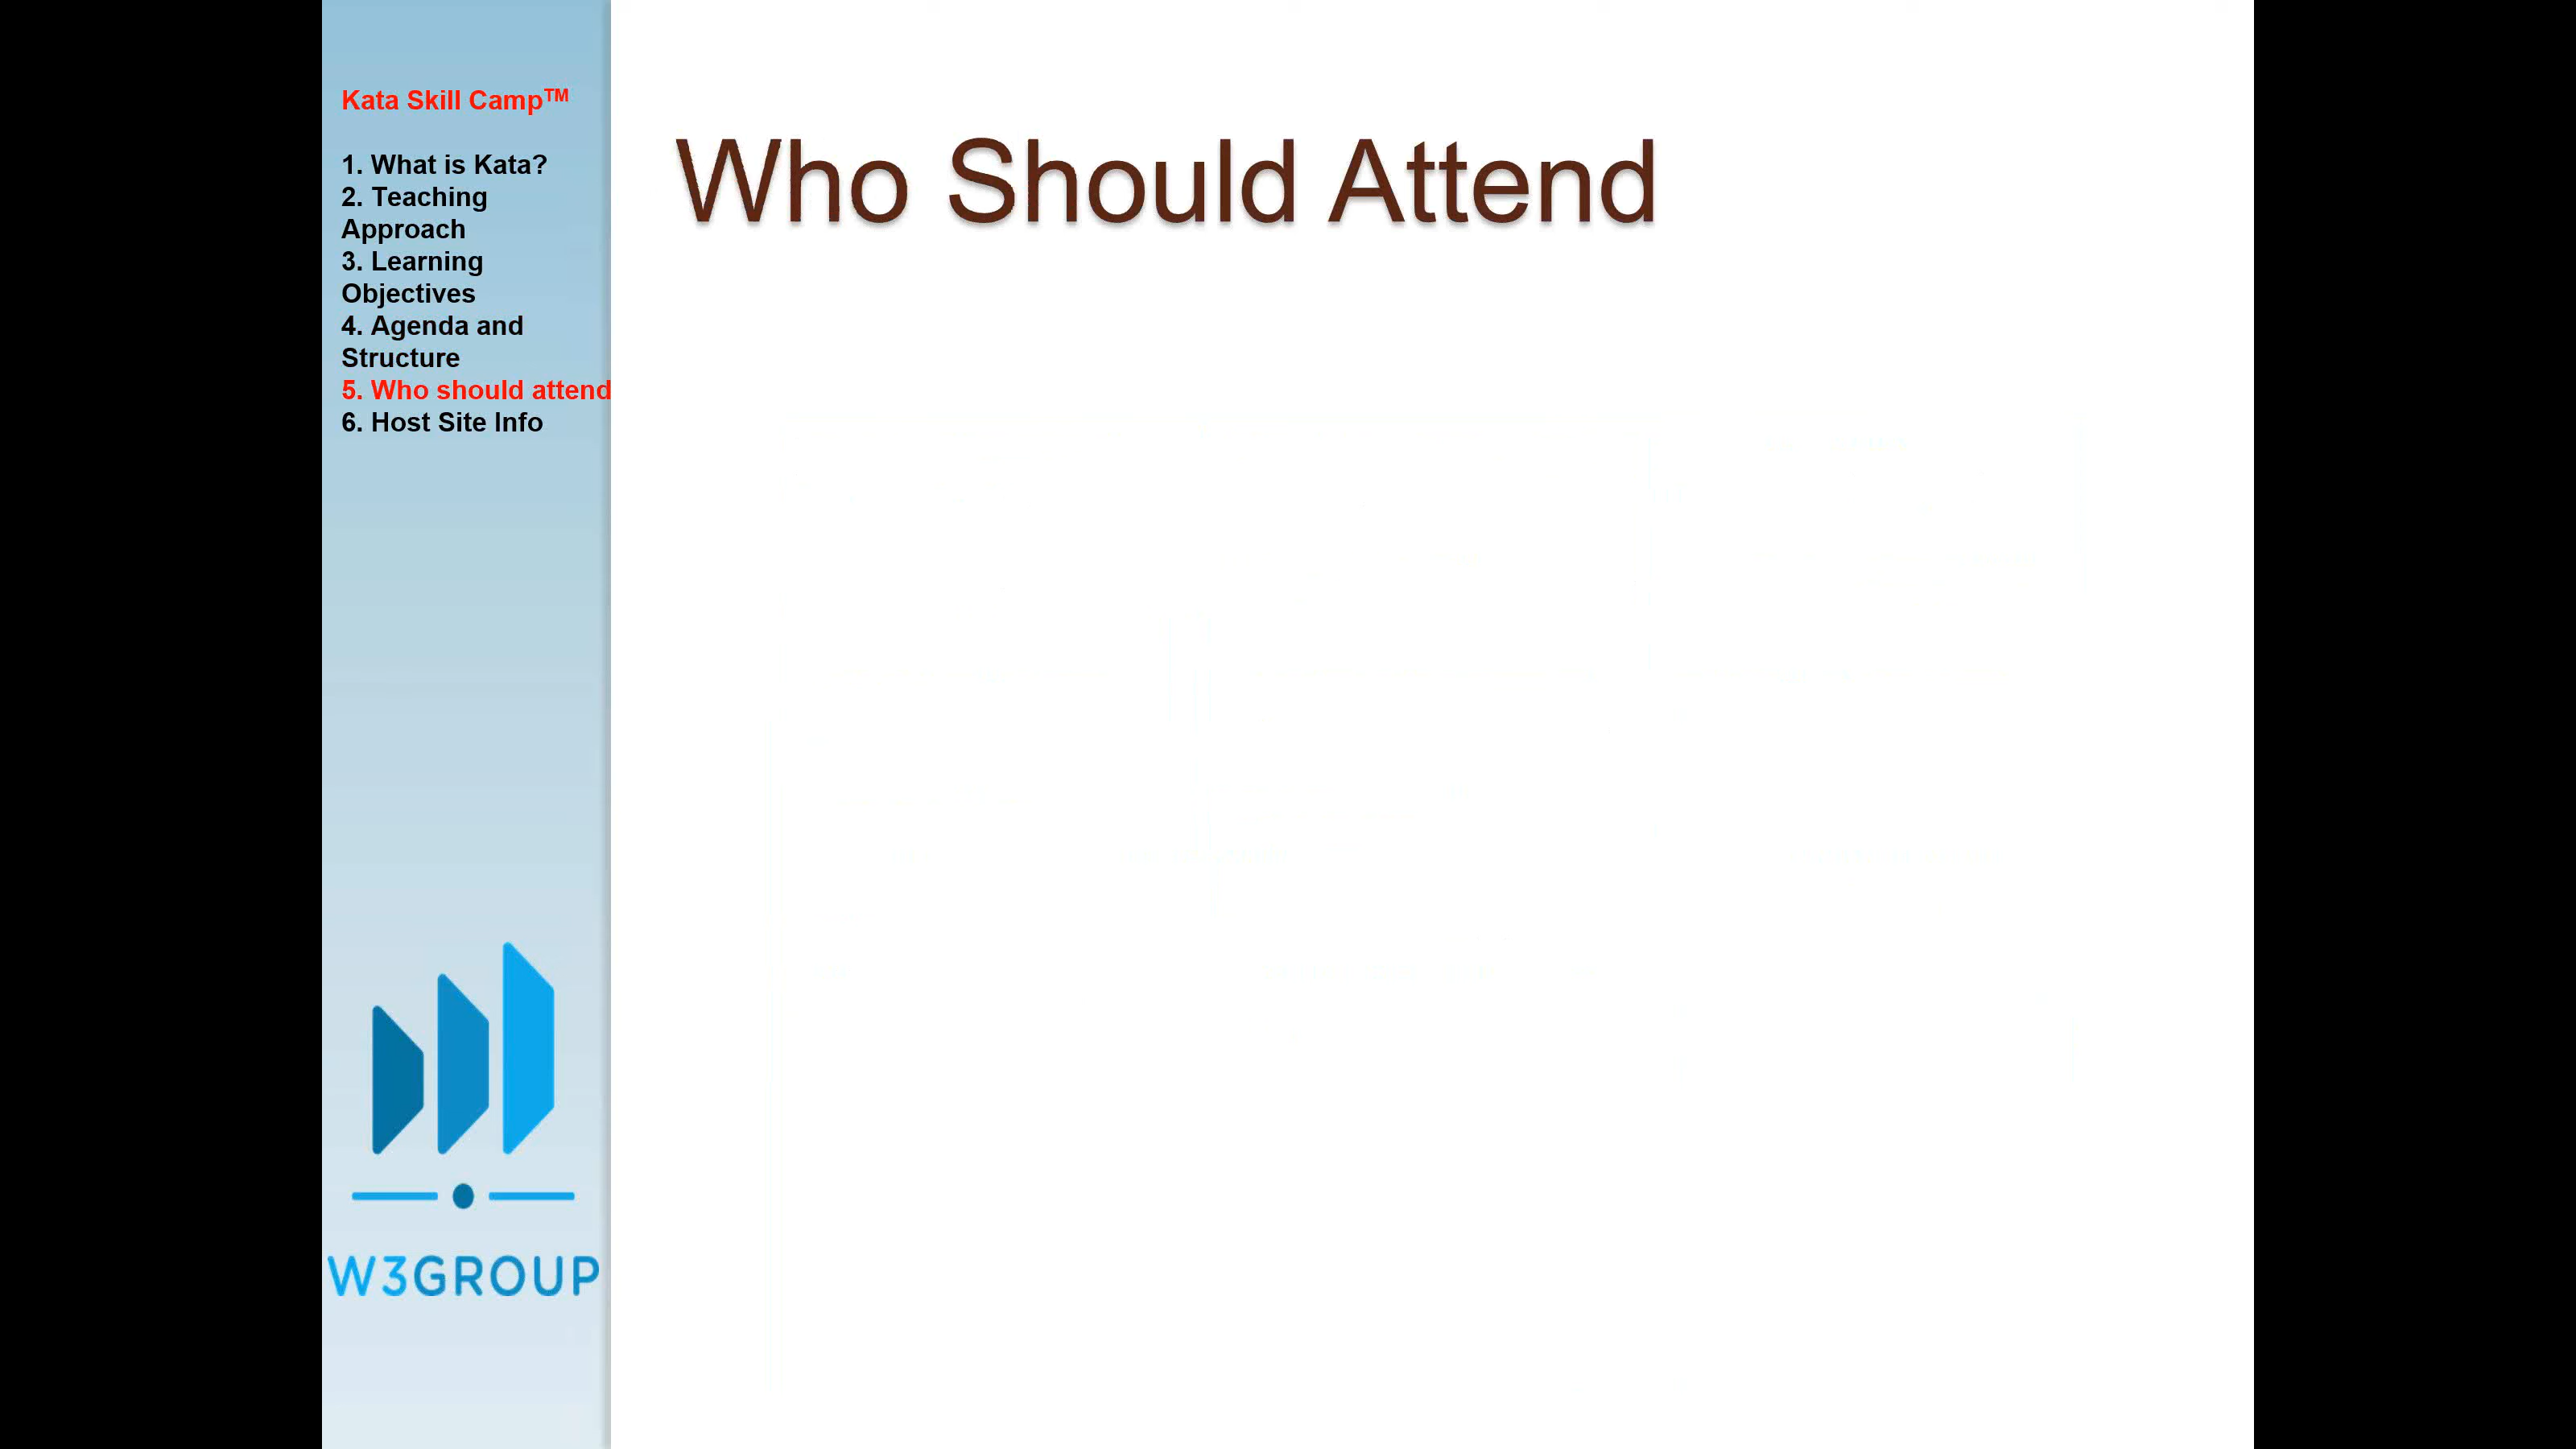 Kata Skill Camp™
1. What is Kata?
2. Teaching
Approach
3. Learning
Objectives
4. Agenda and
Structure
5. Who should attend
6. Host Site Info
W3GROUP
Who Should Attend